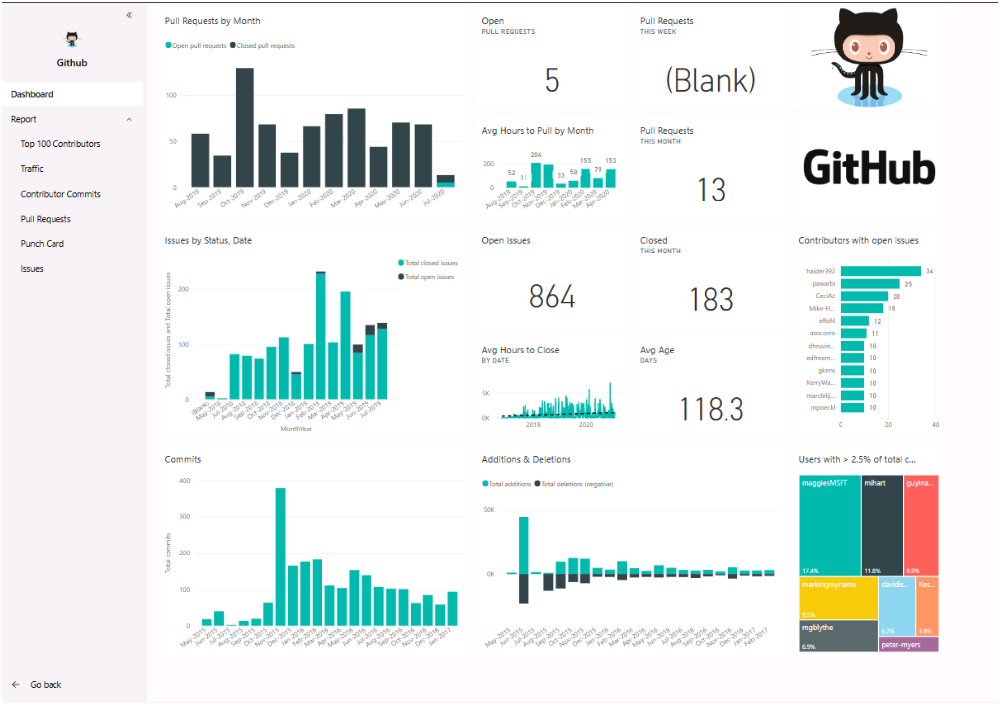 Github
Dashboard
Report
Top 100 Contributors
Traffic
Contributor Commits
Pull Requests
Punch Card
Issues
Go back
Pull Requests by Month
Open pull requests Closed pull requests
100
50
0
Aug-2019 Sep-2019 Oct-2019 Nov-2019 Dec-2019 Jan-2020 Feb-2020 Mar-2020 Apr-2020 May-2020 Jun-2020 Jul-2020
Open
PULL REQUESTS
5
Pull Requests
THIS WEEK
(Blank)
Avg Hours to Pull by Month
200
0
52 11 204 33 58 155 79 153
Aug-2019 Sep-2019 Oct-2019 Nov-2019 Dec-2019 Jan-2020 Feb-2020 Mar-2020 Apr-2020
Pull Requests
THIS MONTH
13
GitHub
Issues by Status, Date
Total closed issues
Total open issues
Total closed issues and Total open issues
200
100
0
(Blank) May-2018 Jul-2018 Aug-2018 Sep-2018 Oct-2018 Nov-2018 Dec-2018 Jan-2019 Feb-2019 Mar-2019 Apr-2019 May-2019 Jun-2019 Jul-2019
MonthYear
Open Issues
864
Closed
THIS MONTH
183
Avg Hours to Close
BY DATE
5K
0K
2019 2020
Avg Age
DAYS
118.3
Contributors with open issues
haider392 34
pawarbi 25
CeciAc 20
Mike-H... 18
elfohl 12
asocorro 11
dhruvin... 10
edfreem... 10
gkens 10
KerryWa... 10
marclelij... 10
mpoeckl 10
0 20 40
Commits
Total commits
400
300
200
100
0
May-2015 Jun-2015 Jul-2015 Aug-2015 Sep-2015 Oct-2015 Nov-2015 Dec-2015 Jan-2016 Feb-2016 Mar-2016 Apr-2016 May-2016 Jun-2016 Jul-2016 Aug-2016 Sep-2016 Oct-2016 Nov-2016 Dec-2016 Jan-2017
Additions & Deletions
Total additions Total deletions (negative)
50K
0K
May-2015 Jun-2015 Jul-2015 Aug-2015 Sep-2015 Oct-2015 Nov-2015 Dec-2015 Jan-2016 Feb-2016 Mar-2016 Apr-2016 May-2016 Jun-2016 Jul-2016 Aug-2016 Sep-2016 Oct-2016 Nov-2016 Dec-2016 Jan-2017 Feb-2017
Users with > 2.5% of total c...
maggiesMSFT
17.4%
mihart
11.8%
guyina...
9.9%
markingmyname
9.5%
mgblythe
6.9%
davidis...
6.2%
Kes...
3.8%
peter-myers